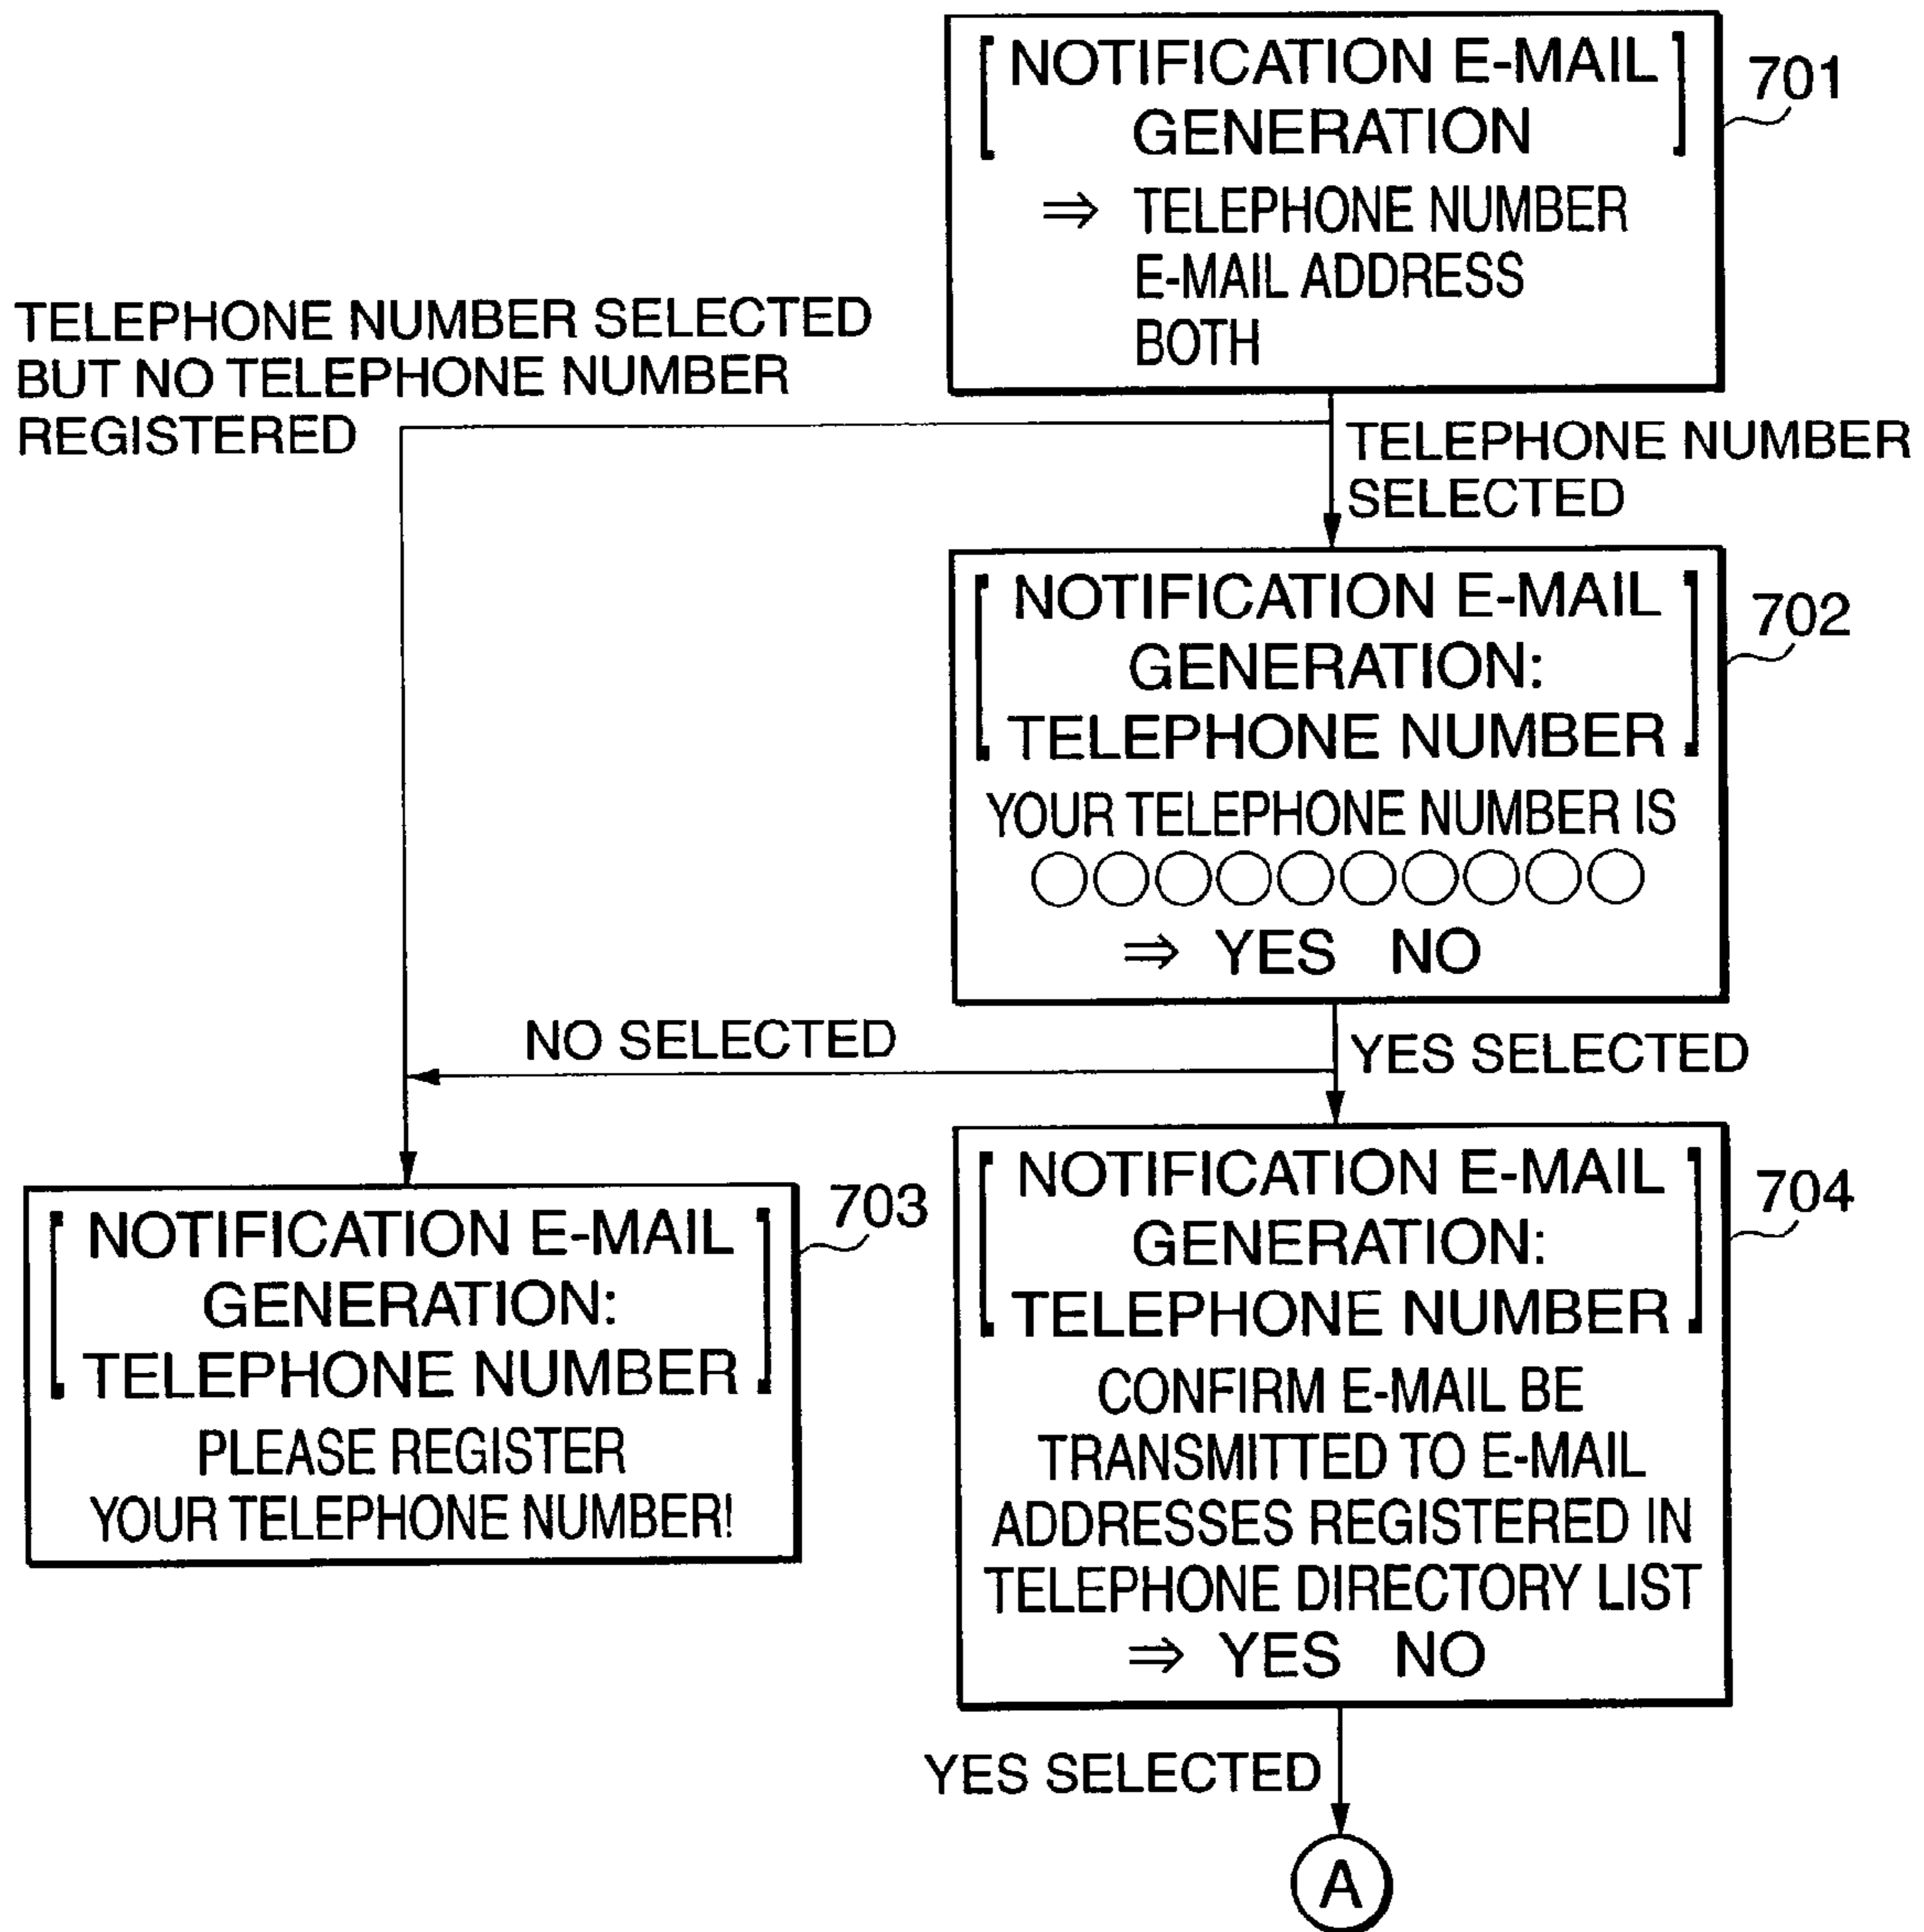 [ NOTIFICATION E-MAIL
GENERATION ]
701
⇒ TELEPHONE NUMBER
E-MAIL ADDRESS
BOTH
TELEPHONE NUMBER SELECTED
BUT NO TELEPHONE NUMBER
REGISTERED
TELEPHONE NUMBER
SELECTED
[ NOTIFICATION E-MAIL
GENERATION:
TELEPHONE NUMBER ]
702
YOUR TELEPHONE NUMBER IS
○○○○○○○○○○
⇒ YES NO
NO SELECTED
YES SELECTED
[ NOTIFICATION E-MAIL
GENERATION:
TELEPHONE NUMBER ]
703
PLEASE REGISTER
YOUR TELEPHONE NUMBER!
[ NOTIFICATION E-MAIL
GENERATION:
TELEPHONE NUMBER ]
704
CONFIRM E-MAIL BE
TRANSMITTED TO E-MAIL
ADDRESSES REGISTERED IN
TELEPHONE DIRECTORY LIST
⇒ YES NO
YES SELECTED
A